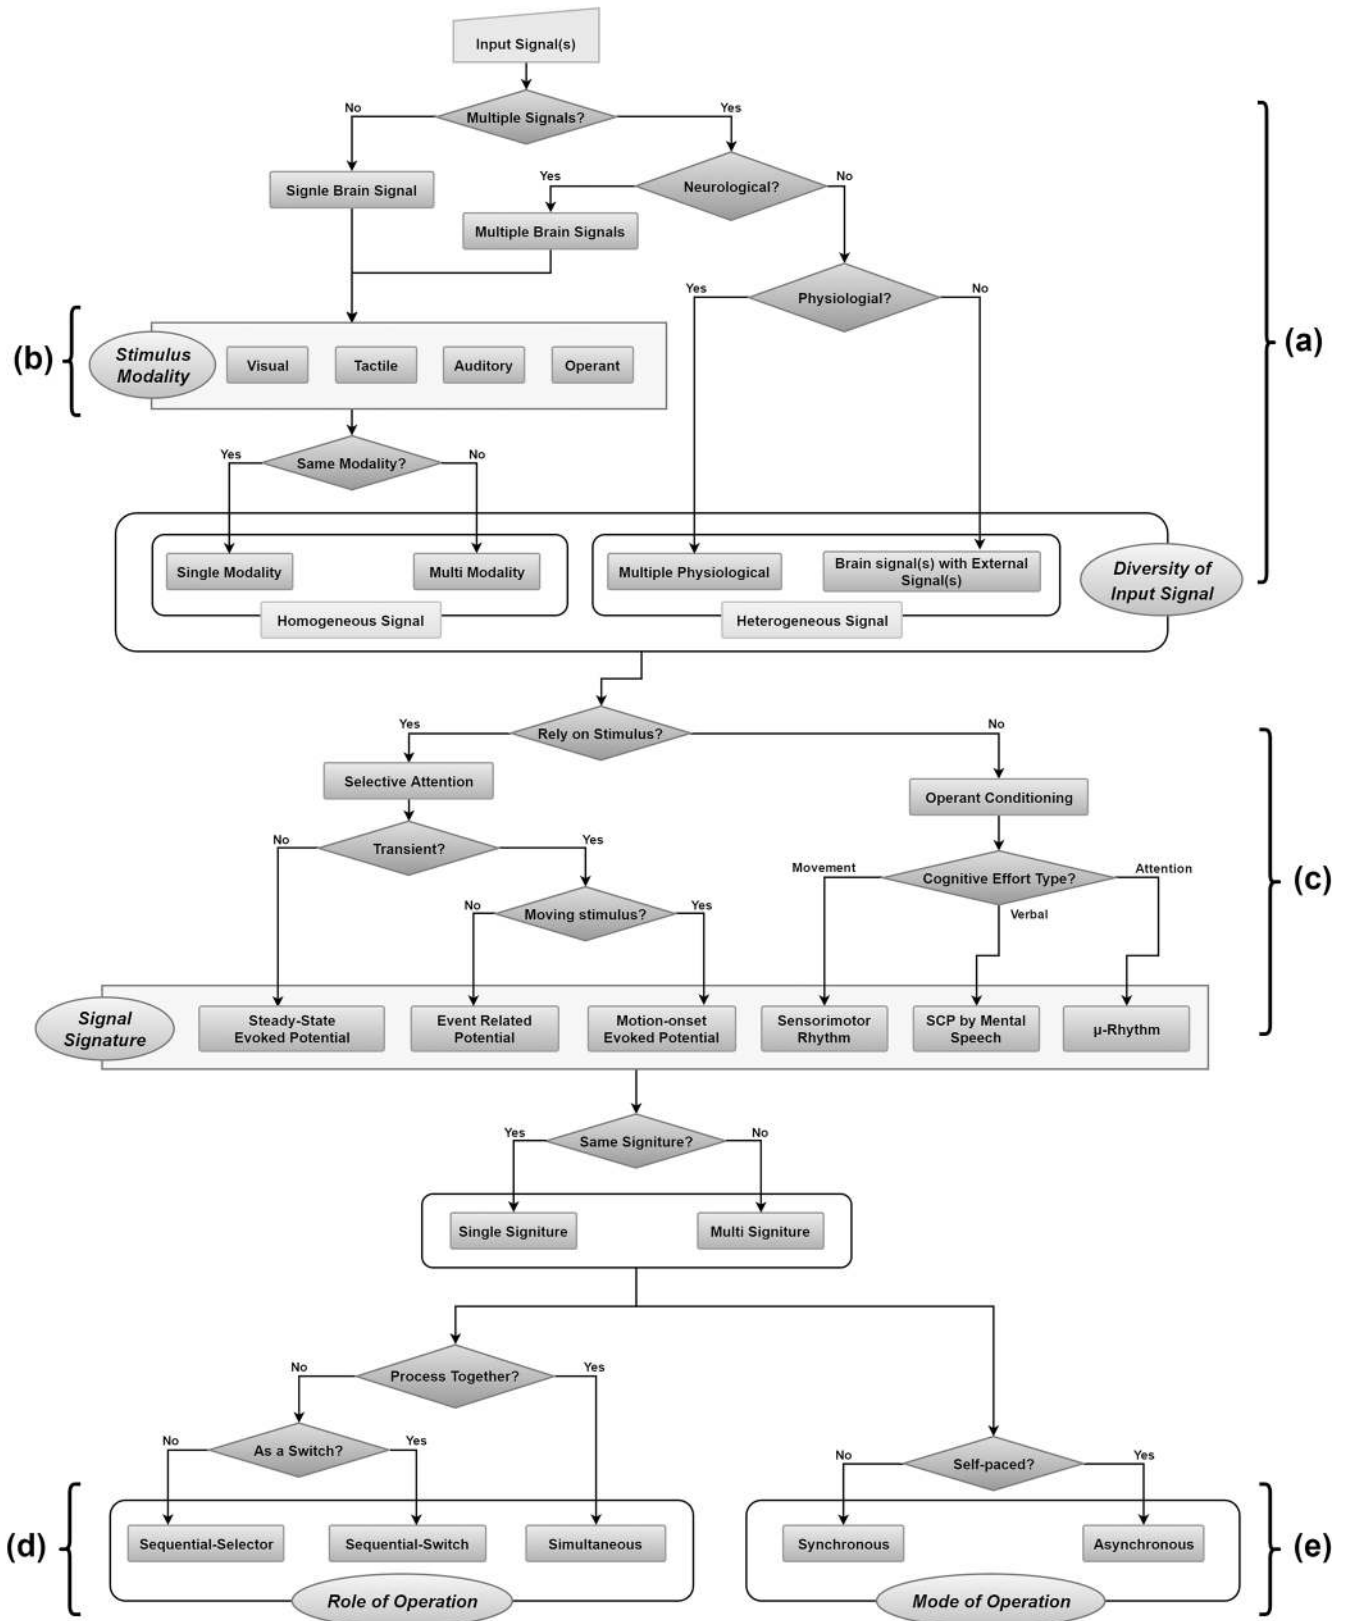 Input Signal(s)
Multiple Signals?
No
Yes
Signle Brain Signal
Neurological?
Yes
No
Multiple Brain Signals
Physiologial?
Yes
No
(a)
(b)
Stimulus
Modality
Visual
Tactile
Auditory
Operant
Same Modality?
Yes
No
Single Modality
Multi Modality
Homogeneous Signal
Multiple Physiological
Brain signal(s) with External
Signal(s)
Heterogeneous Signal
Diversity of
Input Signal
Rely on Stimulus?
Yes
No
Selective Attention
Operant Conditioning
Transient?
No
Yes
Cognitive Effort Type?
Movement
Attention
Verbal
Moving stimulus?
No
Yes
(c)
Signal
Signature
Steady-State
Evoked Potential
Event Related
Potential
Motion-onset
Evoked Potential
Sensorimotor
Rhythm
SCP by Mental
Speech
µ-Rhythm
Same Signiture?
Yes
No
Single Signiture
Multi Signiture
Process Together?
No
Yes
As a Switch?
No
Yes
Self-paced?
No
Yes
(d)
Sequential-Selector
Sequential-Switch
Simultaneous
Role of Operation
Synchronous
Asynchronous
Mode of Operation
(e)